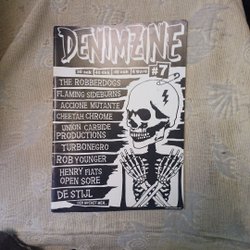 DENIMZINE
#7
THE ROBBERDOGS
FLAMING SIDEBURNS
ACCIONE MUTANTE
CHEETAH CHROME
UNION CARBIDE
PRODUCTIONS
TURBONEGRO
ROB YOUNGER
HENRY FIATS
OPEN SORE
DE STIJL